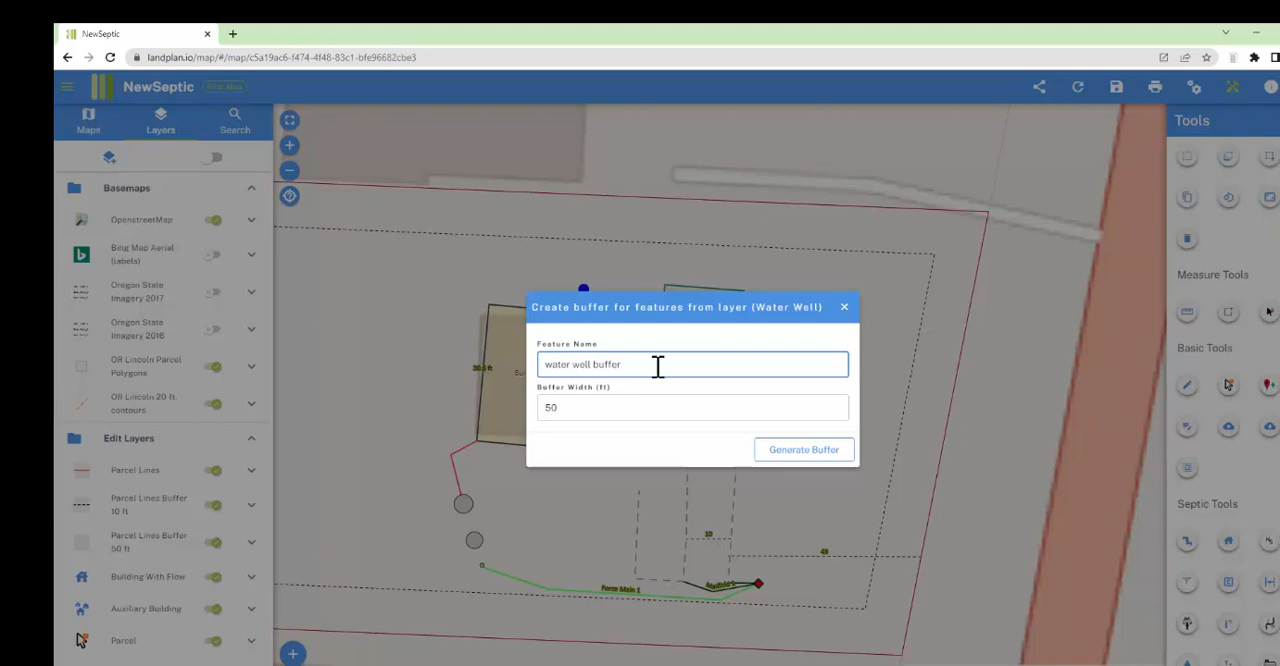 NewSeptic
landplan.io/map/#/map/c5a19ac6-f474-4f48-83c1-bfe96682cbe3
NewSeptic
Maps
Layers
Search
Tools
Basemaps
OpenstreetMap
Bing Map Aerial
(labels)
Oregon State
Imagery 2017
Oregon State
Imagery 2016
OR Lincoln Parcel
Polygons
OR Lincoln 20 ft.
contours
Edit Layers
Parcel Lines
Parcel Lines Buffer
10 ft
Parcel Lines Buffer
50 ft
Building With Flow
Auxiliary Building
Parcel
Create buffer for features from layer (Water Well)
Feature Name
water well buffer
Buffer Width (ft)
50
Generate Buffer
10
Force Main 1
Measure Tools
Basic Tools
Septic Tools